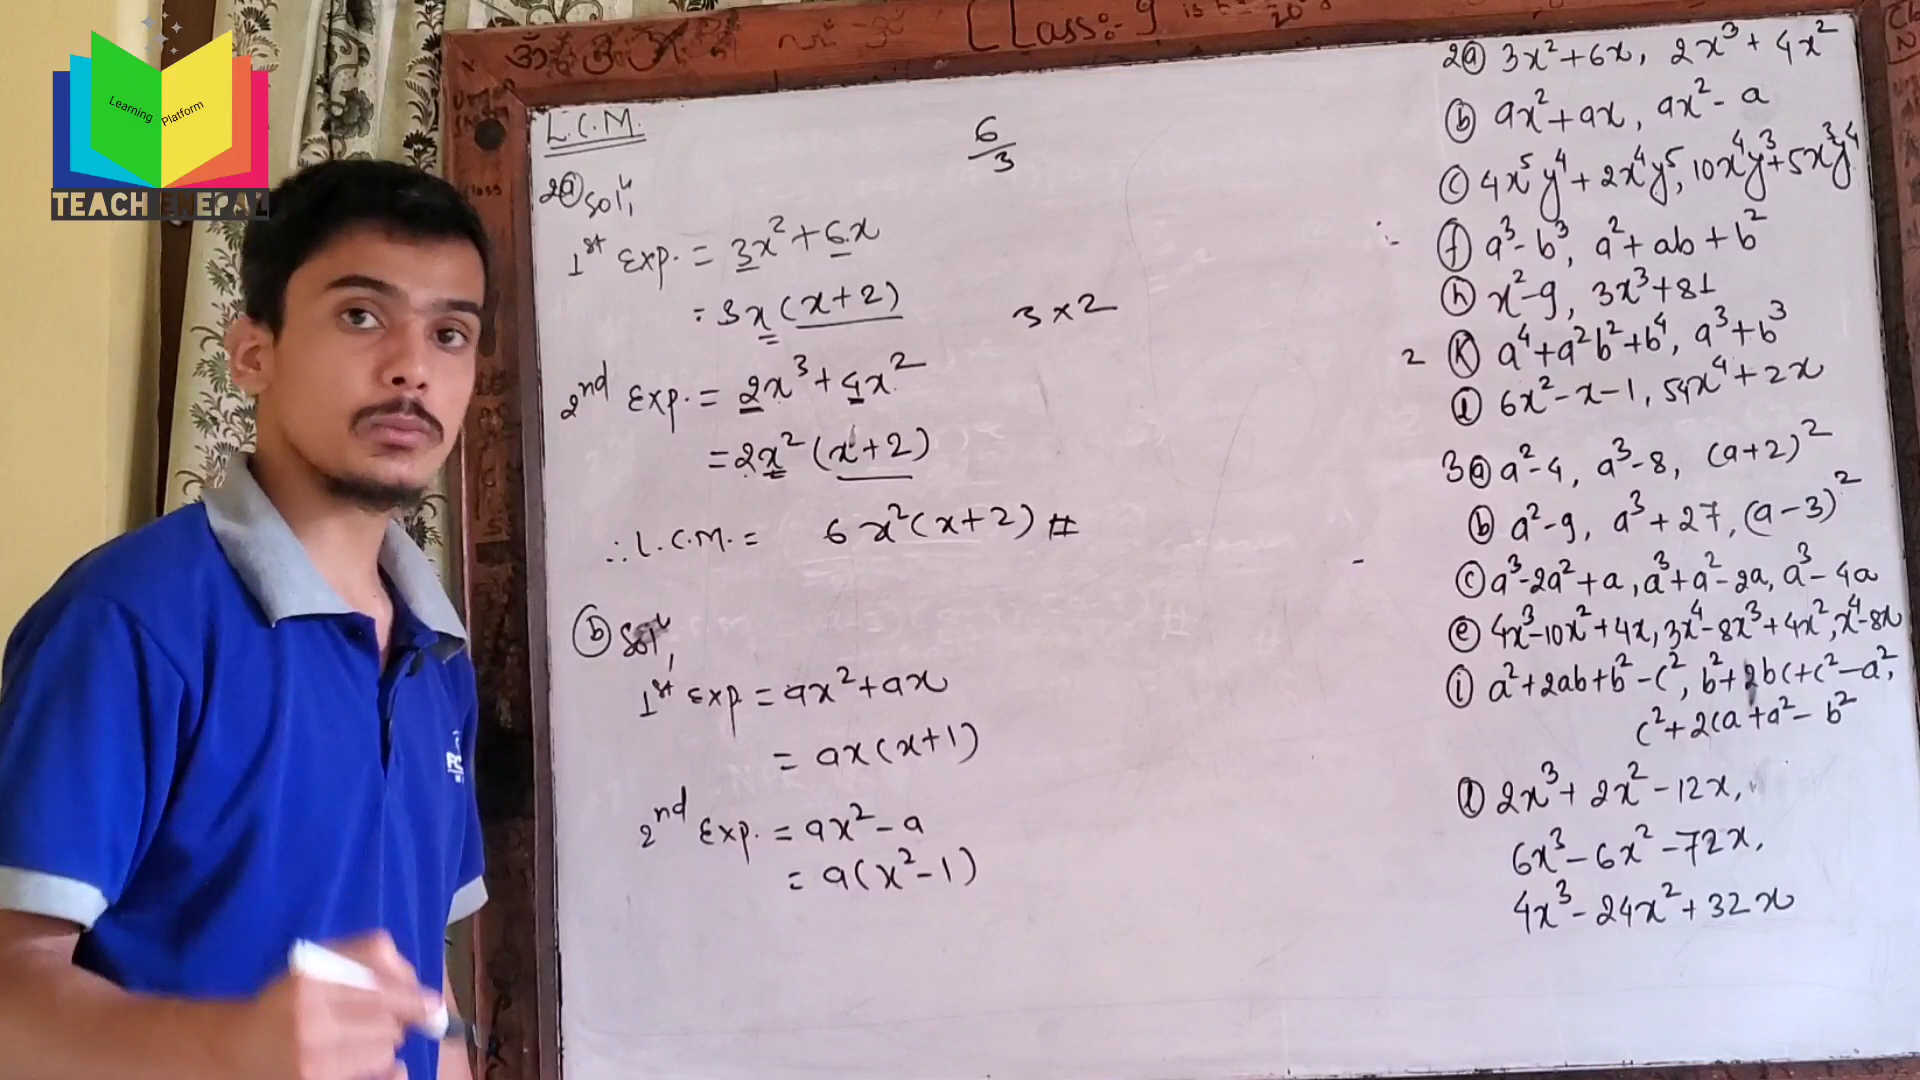 Learning Platform
TEACH ENEPAL
Class:- 9
L.C.M.
2ⓐ Solⁿ,
1st Exp. = 3x² + 6x
= 3x (x+2)
2nd Exp. = 2x³ + 4x²
= 2x² (x+2)
∴ L.C.M. = 6x²(x+2) #
ⓑ Solⁿ,
1st Exp = ax² + ax
= ax(x+1)
2nd Exp. = ax² - a
= a(x²-1)
6/3
3 × 2
2ⓐ 3x² + 6x, 2x³ + 4x²
ⓑ ax² + ax, ax² - a
ⓒ 4x⁵y⁴ + 2x⁴y⁵, 10x⁴y³ + 5x³y⁴
ⓕ a³ - b³, a² + ab + b²
ⓗ x² - 9, 3x³ + 81
2 ⓚ a⁴ + a²b² + b⁴, a³ + b³
ⓛ 6x² - x - 1, 54x⁴ + 2x
3ⓐ a² - 4, a³ - 8, (a+2)²
ⓑ a² - 9, a³ + 27, (a-3)²
ⓒ a³ - 2a² + a, a³ + a² - 2a, a³ - 4a
ⓔ 4x³ - 10x² + 4x, 3x⁴ - 8x³ + 4x², x⁴ - 8x
ⓘ a² + 2ab + b² - c², b² + 2bc + c² - a²,
c² + 2ca + a² - b²
ⓛ 2x³ + 2x² - 12x,
6x³ - 6x² - 72x,
4x³ - 24x² + 32x